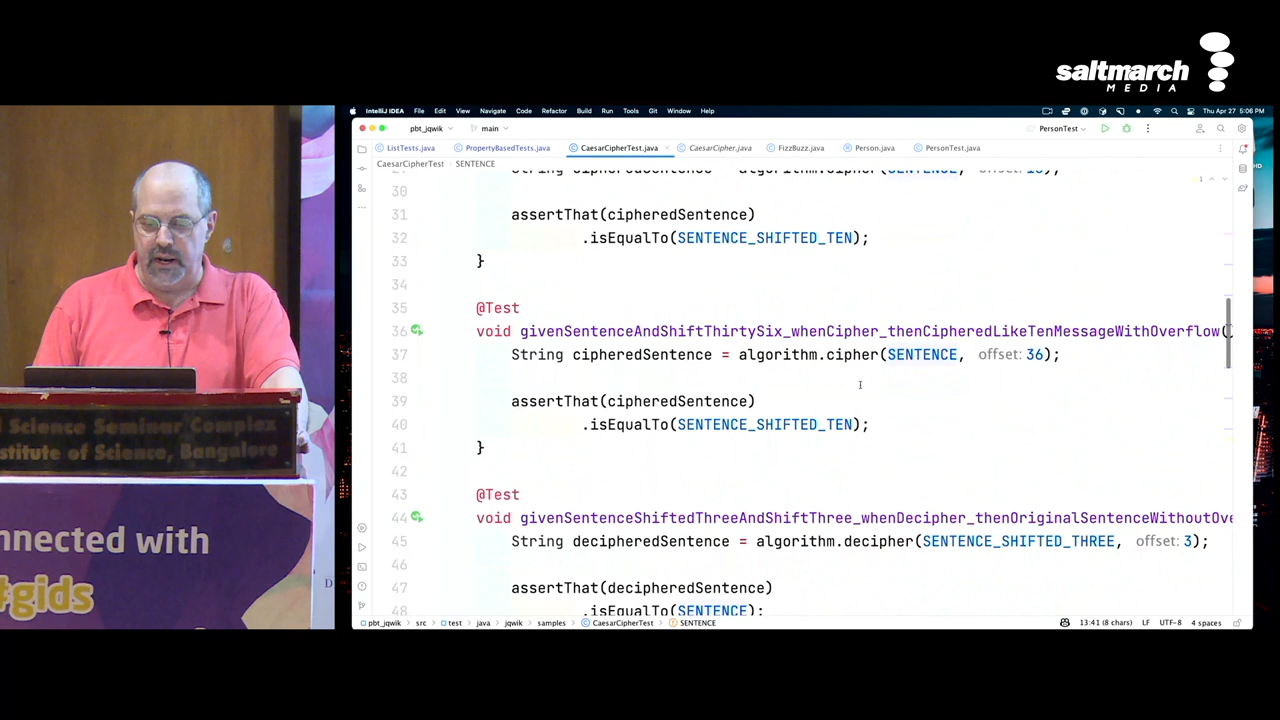 saltmarch
MEDIA
IntelliJ IDEA File Edit View Navigate Code Refactor Build Run Tools Git Window Help Thu Apr 27 5:06 PM
pbt_jqwik main PersonTest
ListTests.java PropertyBasedTests.java CaesarCipherTest.java CaesarCipher.java FizzBuzz.java Person.java PersonTest.java
CaesarCipherTest SENTENCE
30
31 assertThat(cipheredSentence)
32 .isEqualTo(SENTENCE_SHIFTED_TEN);
33 }
34
35 @Test
36 void givenSentenceAndShiftThirtySix_whenCipher_thenCipheredLikeTenMessageWithOverflow(
37 String cipheredSentence = algorithm.cipher(SENTENCE, offset: 36);
38
39 assertThat(cipheredSentence)
40 .isEqualTo(SENTENCE_SHIFTED_TEN);
41 }
42
43 @Test
44 void givenSentenceShiftedThreeAndShiftThree_whenDecipher_thenOriginalSentenceWithoutOve
45 String decipheredSentence = algorithm.decipher(SENTENCE_SHIFTED_THREE, offset: 3);
46
47 assertThat(decipheredSentence)
48 .isEqualTo(SENTENCE);
pbt_jqwik src test java jqwik samples CaesarCipherTest SENTENCE 13:41 (8 chars) LF UTF-8 4 spaces
l Science Seminar Complex
nstitute of Science, Bangalore
nnected with
#gids